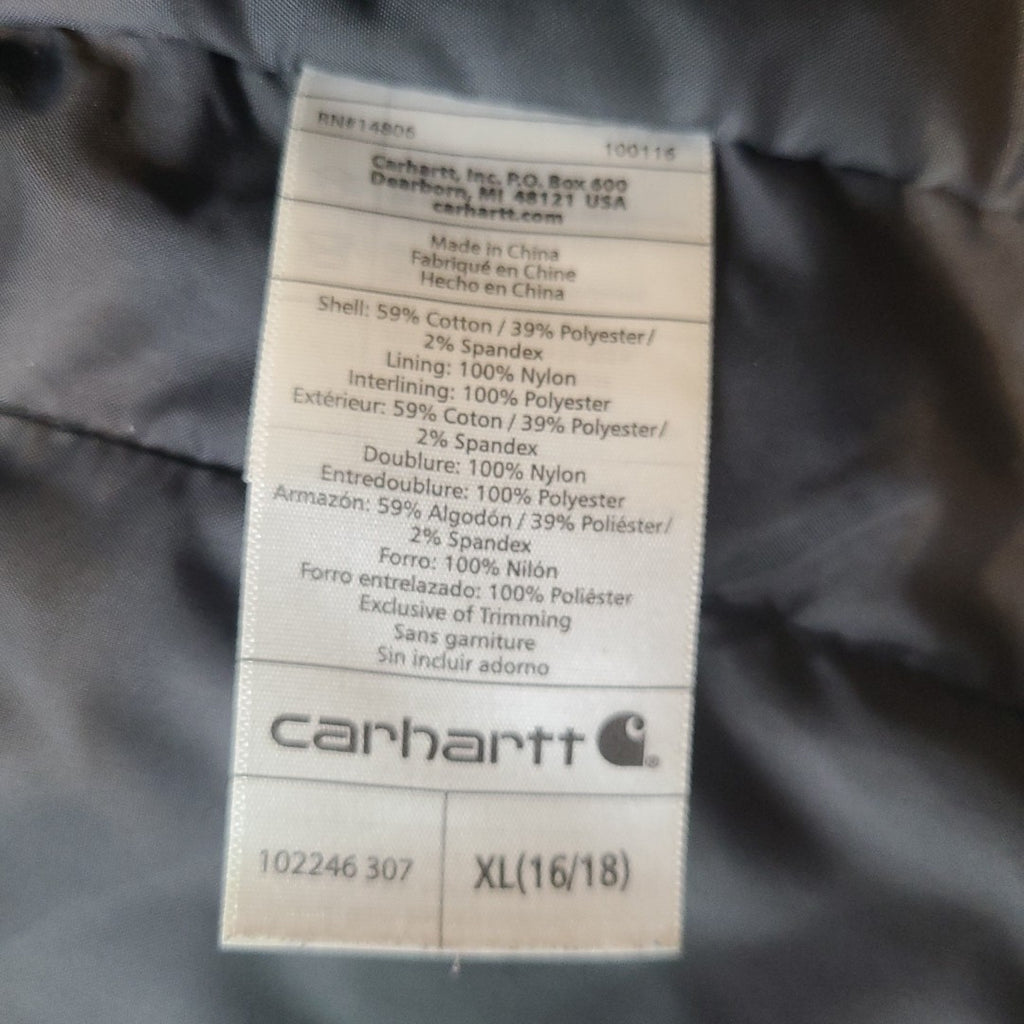 RN#14806 100116
Carhartt, Inc. P.O. Box 600
Dearborn, MI 48121 USA
carhartt.com
Made in China
Fabriqué en Chine
Hecho en China
Shell: 59% Cotton / 39% Polyester/
2% Spandex
Lining: 100% Nylon
Interlining: 100% Polyester
Extérieur: 59% Coton / 39% Polyester/
2% Spandex
Doublure: 100% Nylon
Entredoublure: 100% Polyester
Armazón: 59% Algodón / 39% Poliéster/
2% Spandex
Forro: 100% Nilón
Forro entrelazado: 100% Poliéster
Exclusive of Trimming
Sans garniture
Sin incluir adorno
carhartt ®
102246 307 XL(16/18)